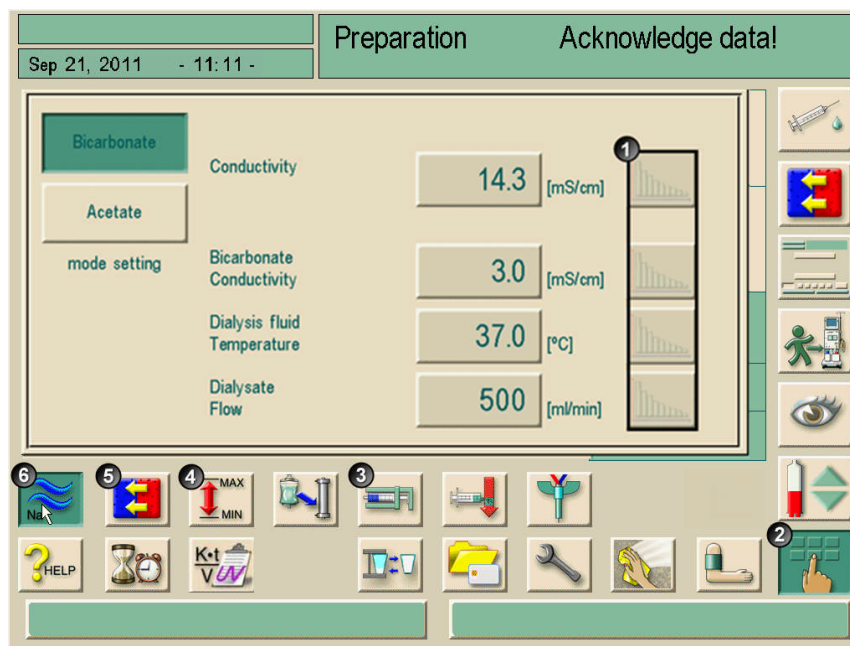 Preparation Acknowledge data!
Sep 21, 2011 - 11:11 -
Bicarbonate
Acetate
mode setting
Conductivity
14.3 [mS/cm]
1
Bicarbonate
Conductivity
3.0 [mS/cm]
Dialysis fluid
Temperature
37.0 [ºC]
Dialysate
Flow
500 [ml/min]
6
Na
5
4
MAX
MIN
3
2
?HELP
K•t
V